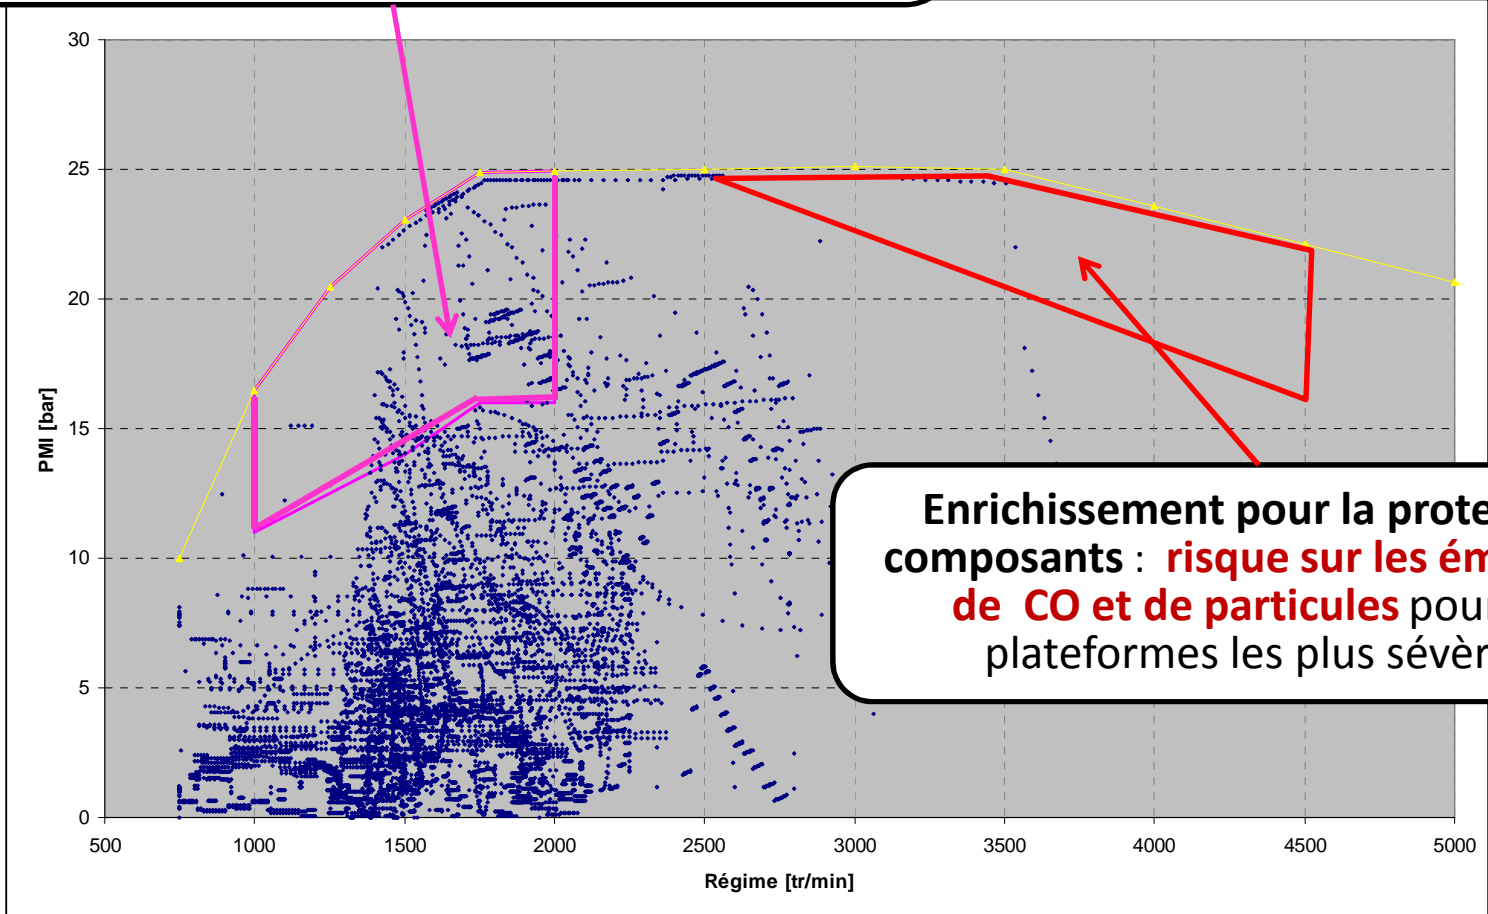 30
25
20
15
10
5
0
PMI [bar]
Enrichissement pour la prote
composants : risque sur les ém
de CO et de particules pour
plateformes les plus sévèr
500 1000 1500 2000 2500 3000 3500 4000 4500 5000
Régime [tr/min]